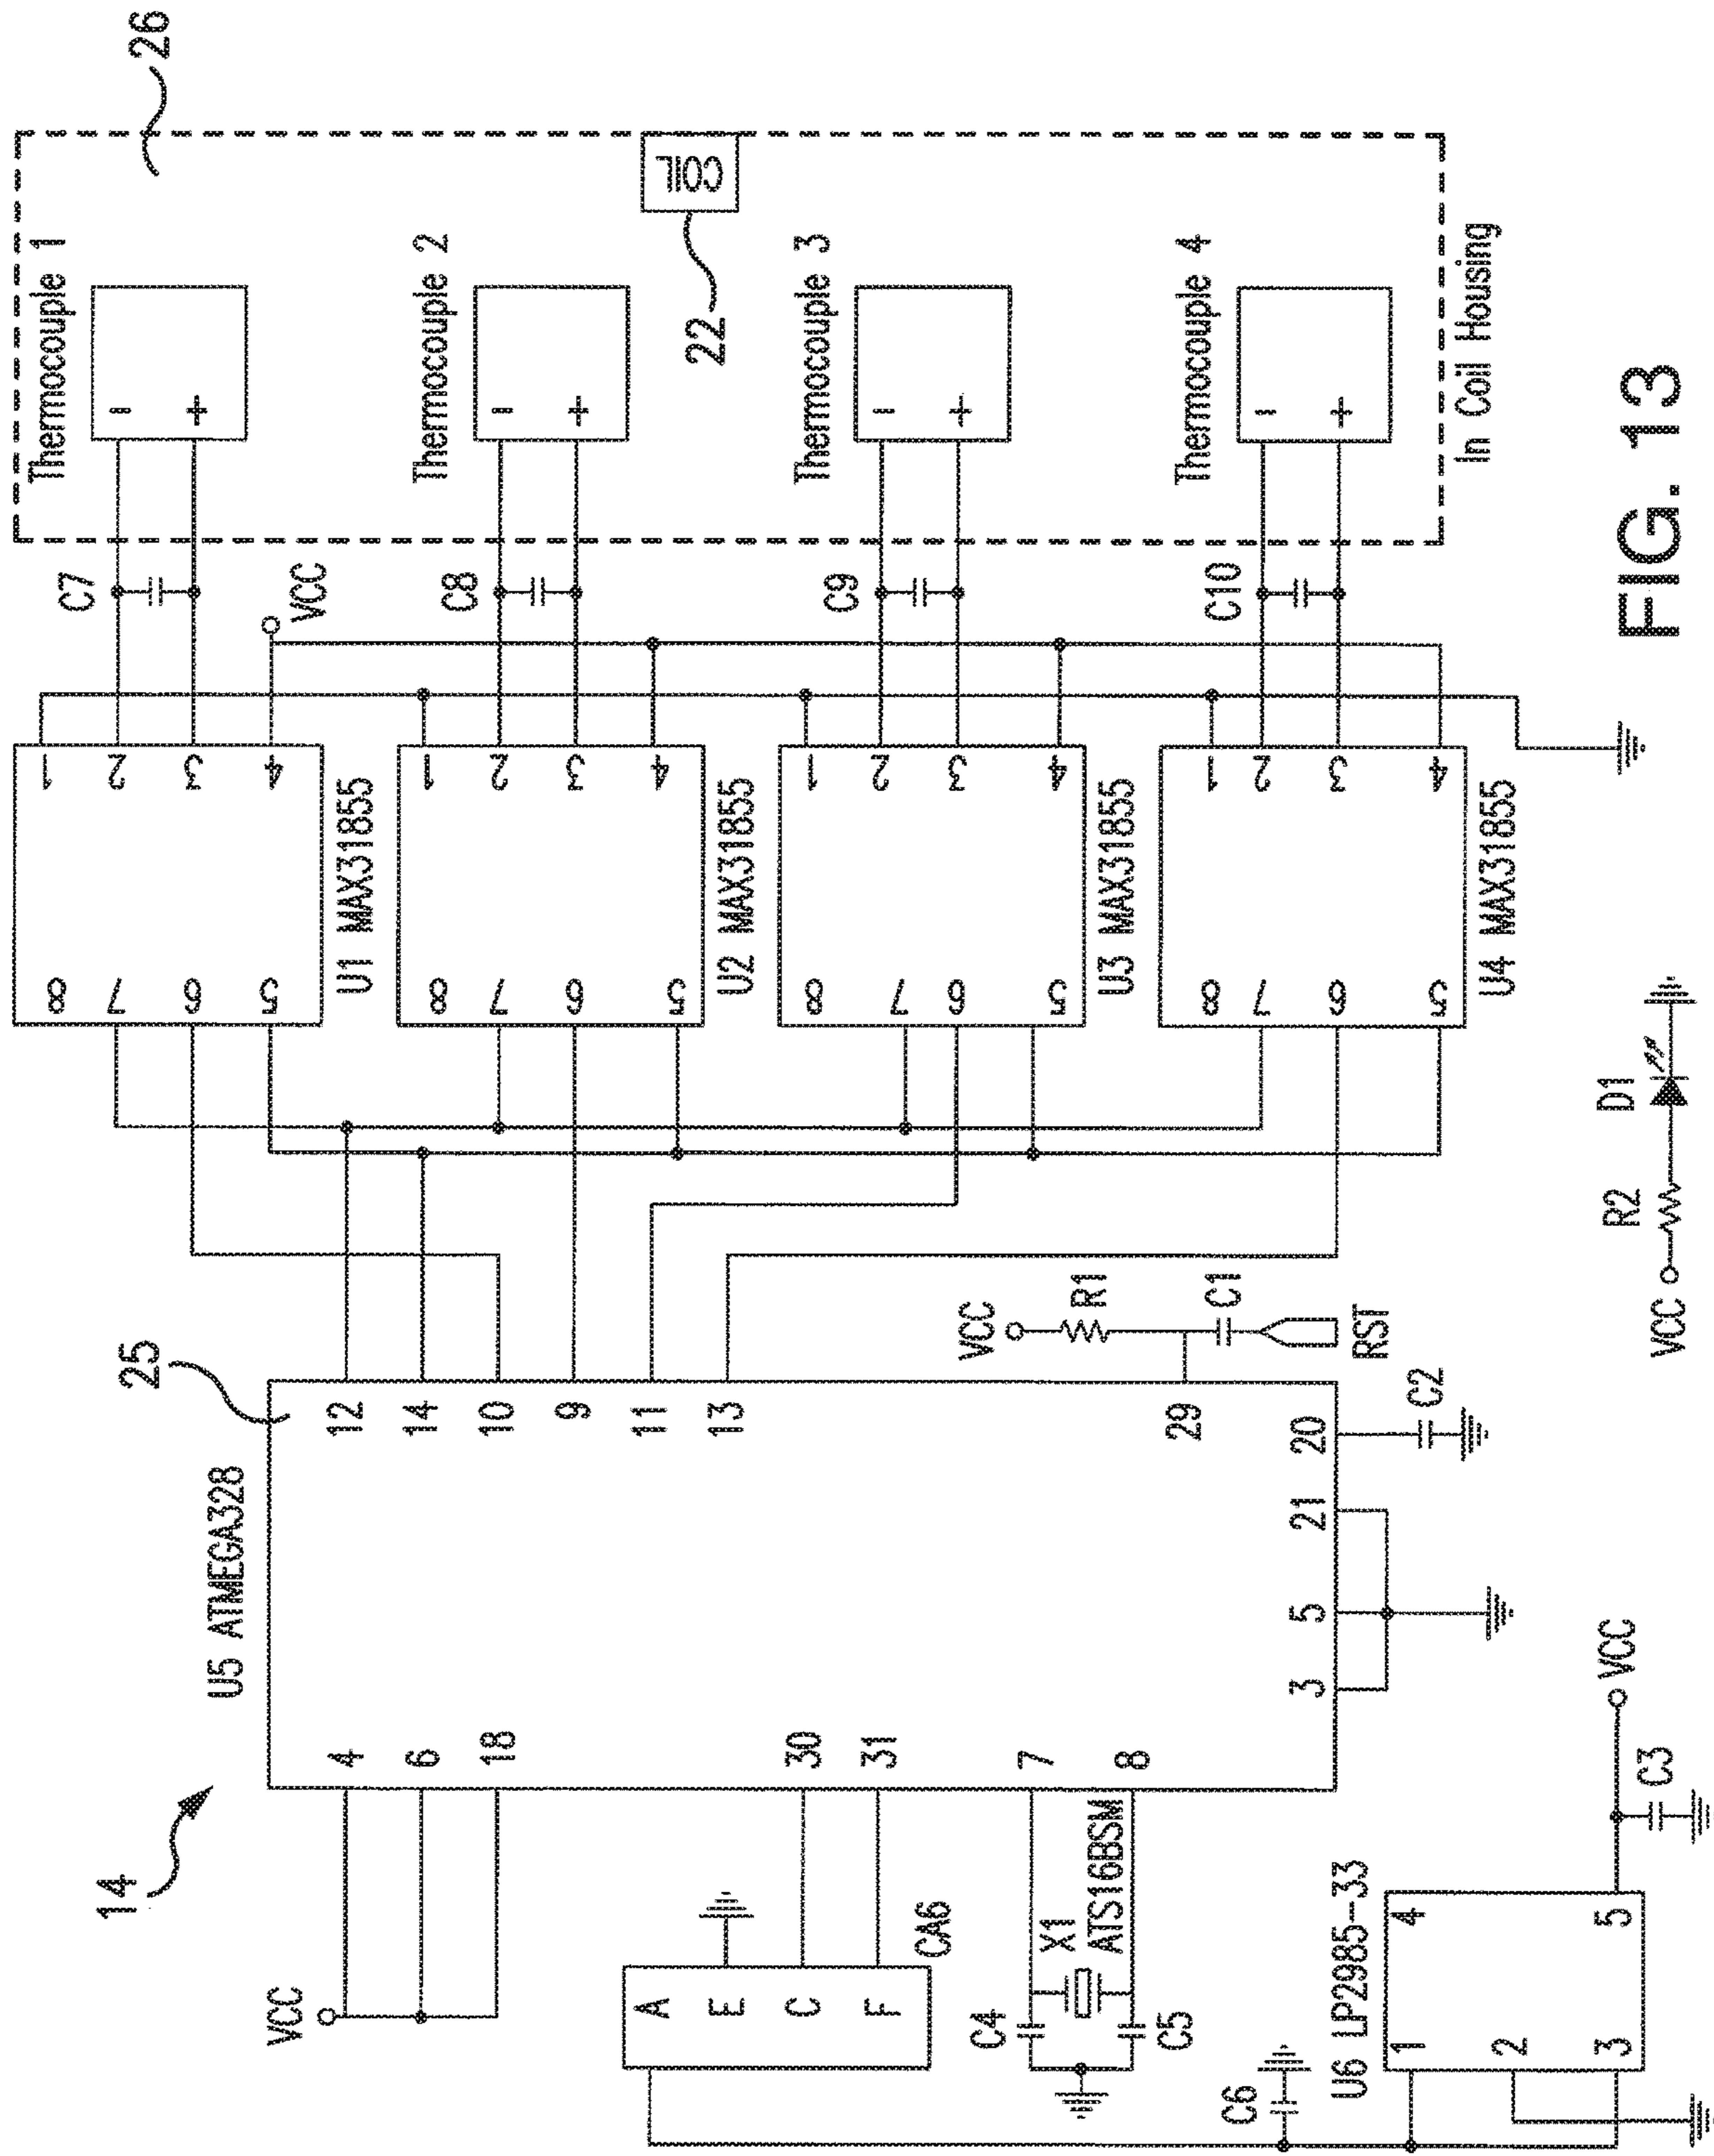 14
U5 ATMEGA328
25
VCC
4
6
18
30
31
7
8
12
14
10
9
11
13
29
3
5
21
20
A
E
C
F
CA6
C4
X1
ATS16BSM
C5
VCC
R1
C1
RST
C2
C6
U6 LP2985-33
1
2
3
4
5
VCC
C3
VCC
R2
D1
8
7
6
5
1
2
3
4
U1 MAX31855
8
7
6
5
1
2
3
4
U2 MAX31855
8
7
6
5
1
2
3
4
U3 MAX31855
8
7
6
5
1
2
3
4
U4 MAX31855
VCC
C7
C8
C9
C10
Thermocouple 1
-
+
Thermocouple 2
-
+
Thermocouple 3
-
+
Thermocouple 4
-
+
26
COIL
22
In Coil Housing
FIG. 13